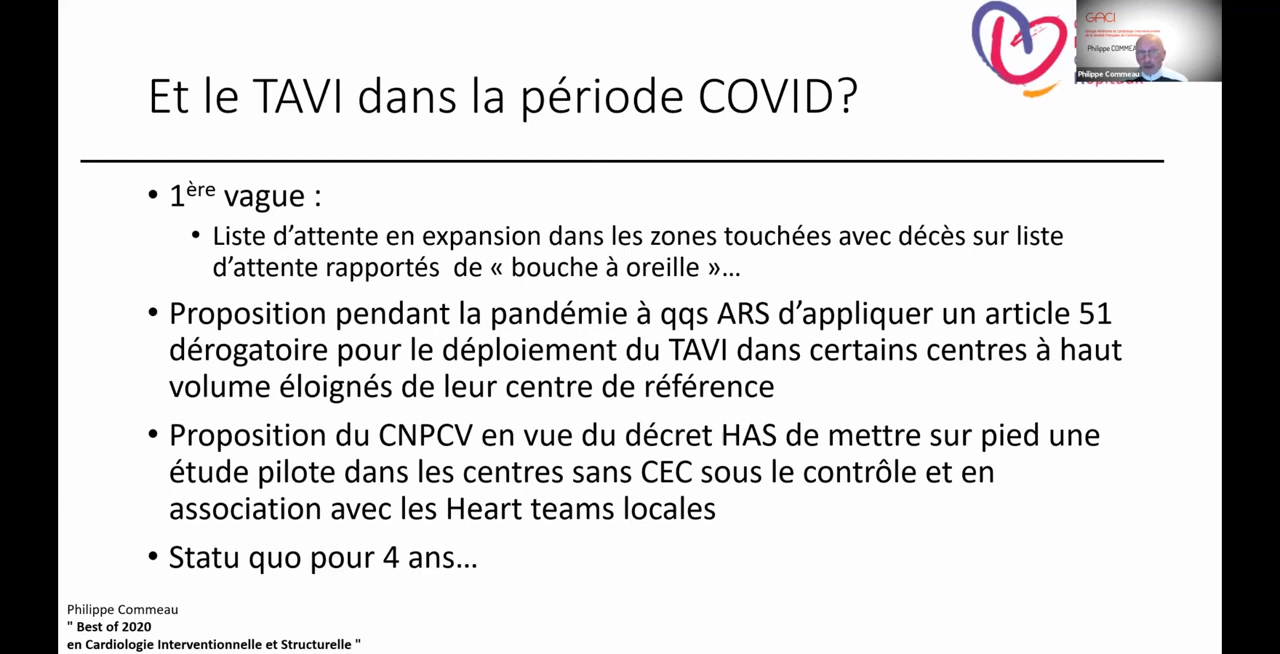 Et le TAVI dans la période COVID?
GACI
Philippe COMMEA
Philippe Commeau
• 1ère vague :
• Liste d’attente en expansion dans les zones touchées avec décès sur liste
d’attente rapportés de « bouche à oreille »…
• Proposition pendant la pandémie à qqs ARS d’appliquer un article 51
dérogatoire pour le déploiement du TAVI dans certains centres à haut
volume éloignés de leur centre de référence
• Proposition du CNPCV en vue du décret HAS de mettre sur pied une
étude pilote dans les centres sans CEC sous le contrôle et en
association avec les Heart teams locales
• Statu quo pour 4 ans…
Philippe Commeau
" Best of 2020
en Cardiologie Interventionnelle et Structurelle "